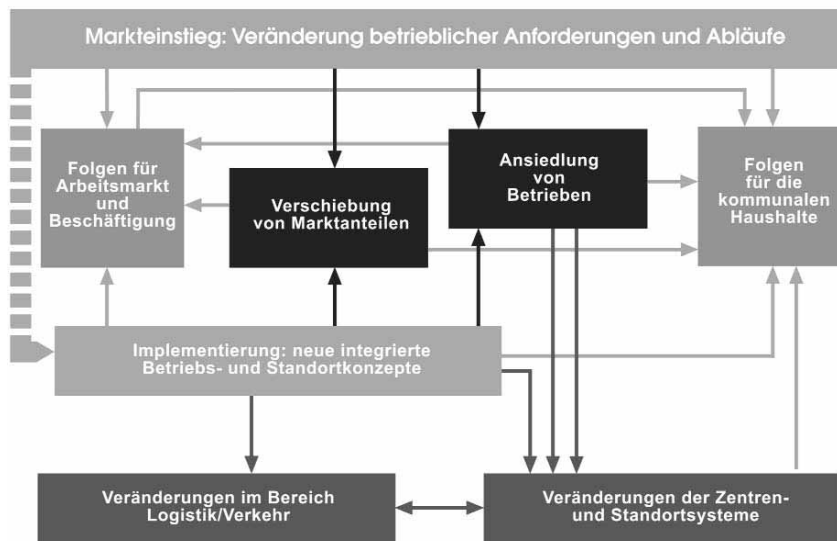 Markteinstieg: Veränderung betrieblicher Anforderungen und Abläufe
Folgen für
Arbeitsmarkt
und
Beschäftigung
Verschiebung
von Marktanteilen
Ansiedlung
von
Betrieben
Folgen
für die
kommunalen
Haushalte
Implementierung: neue integrierte
Betriebs- und Standortkonzepte
Veränderungen im Bereich
Logistik/Verkehr
Veränderungen der Zentren-
und Standortsysteme